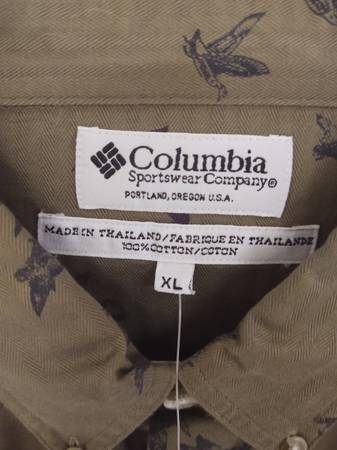 Columbia
Sportswear Company®
PORTLAND, OREGON U.S.A.
MADE IN THAILAND/FABRIQUE EN THAILANDE
100% COTTON/COTON
XL